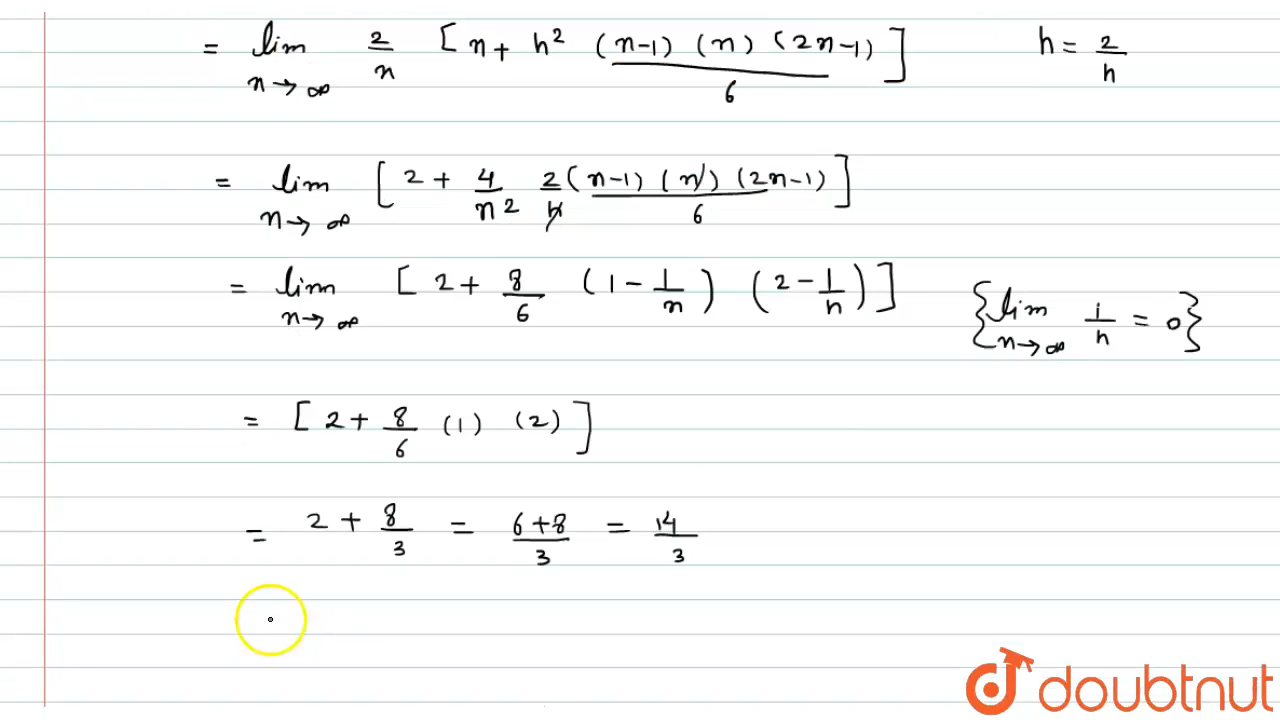 = lim n→∞ 2/n [ n + h² (n-1) (n) (2n-1) / 6 ] h = 2/n
= lim n→∞ [ 2 + 4/n² 2/n (n-1) (n) (2n-1) / 6 ]
= lim n→∞ [ 2 + 8/6 (1 - 1/n) (2 - 1/n) ] { lim n→∞ 1/n = 0 }
= [ 2 + 8/6 (1) (2) ]
= 2 + 8/3 = 6+8/3 = 14/3
doubtnut